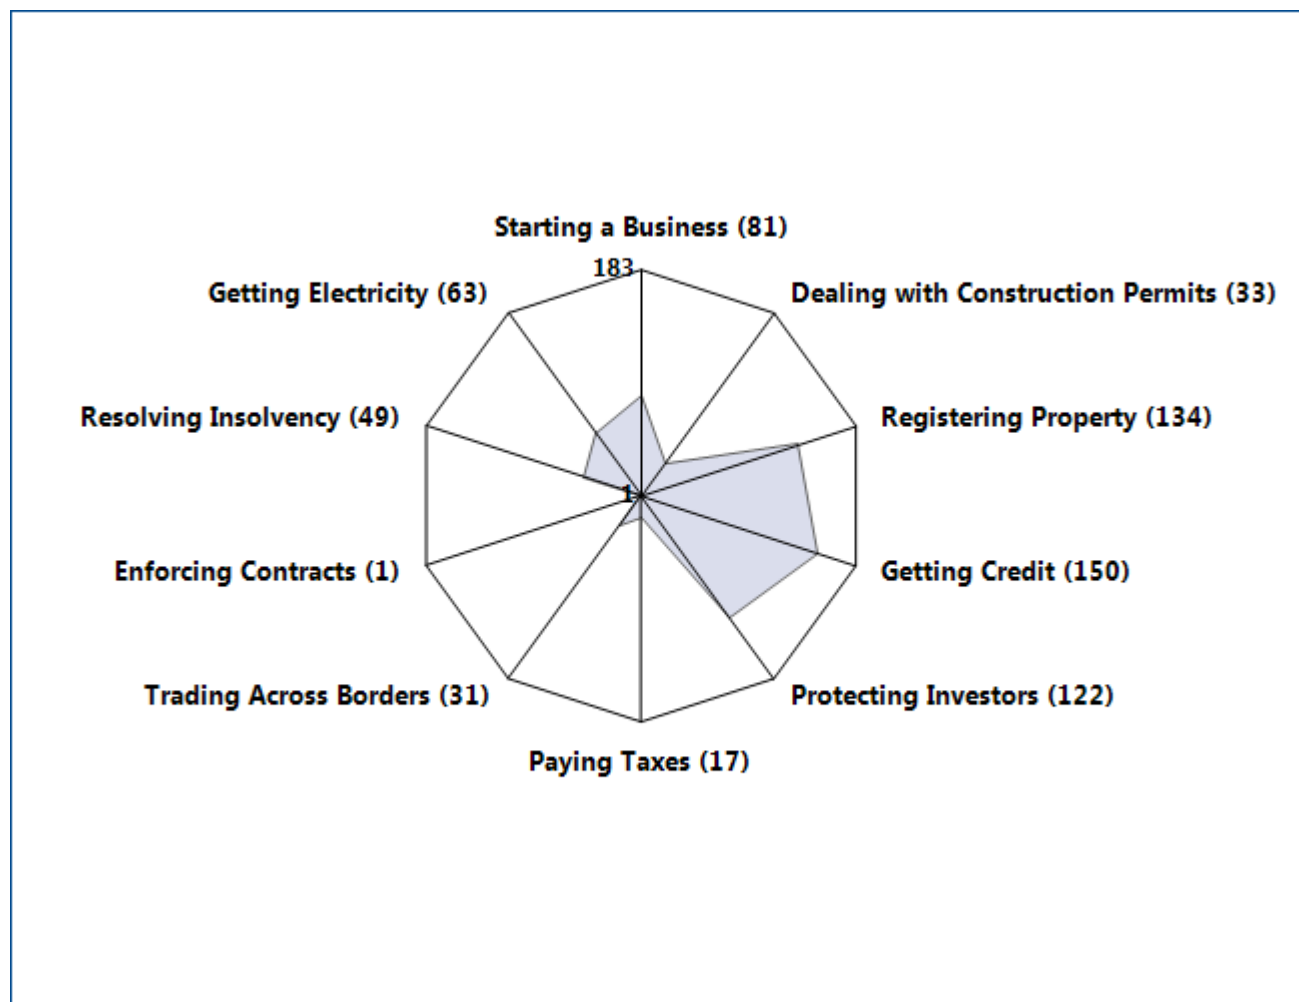 Starting a Business (81)
183
Getting Electricity (63)
Dealing with Construction Permits (33)
Resolving Insolvency (49)
Registering Property (134)
1
Enforcing Contracts (1)
Getting Credit (150)
Trading Across Borders (31)
Protecting Investors (122)
Paying Taxes (17)